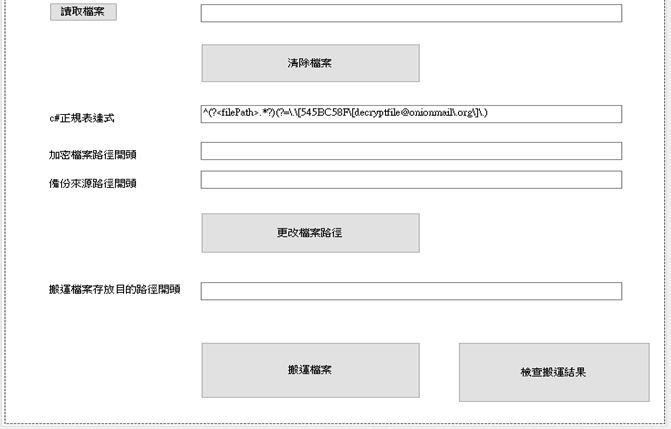 讀取檔案
清除檔案
c#正規表達式
^(?<filePath>.*?)(?=\.\[545BC58F\[decryptfile@onionmail\.org\]\.)
加密檔案路徑開頭
備份來源路徑開頭
更改檔案路徑
搬運檔案存放目的路徑開頭
搬運檔案
檢查搬運結果